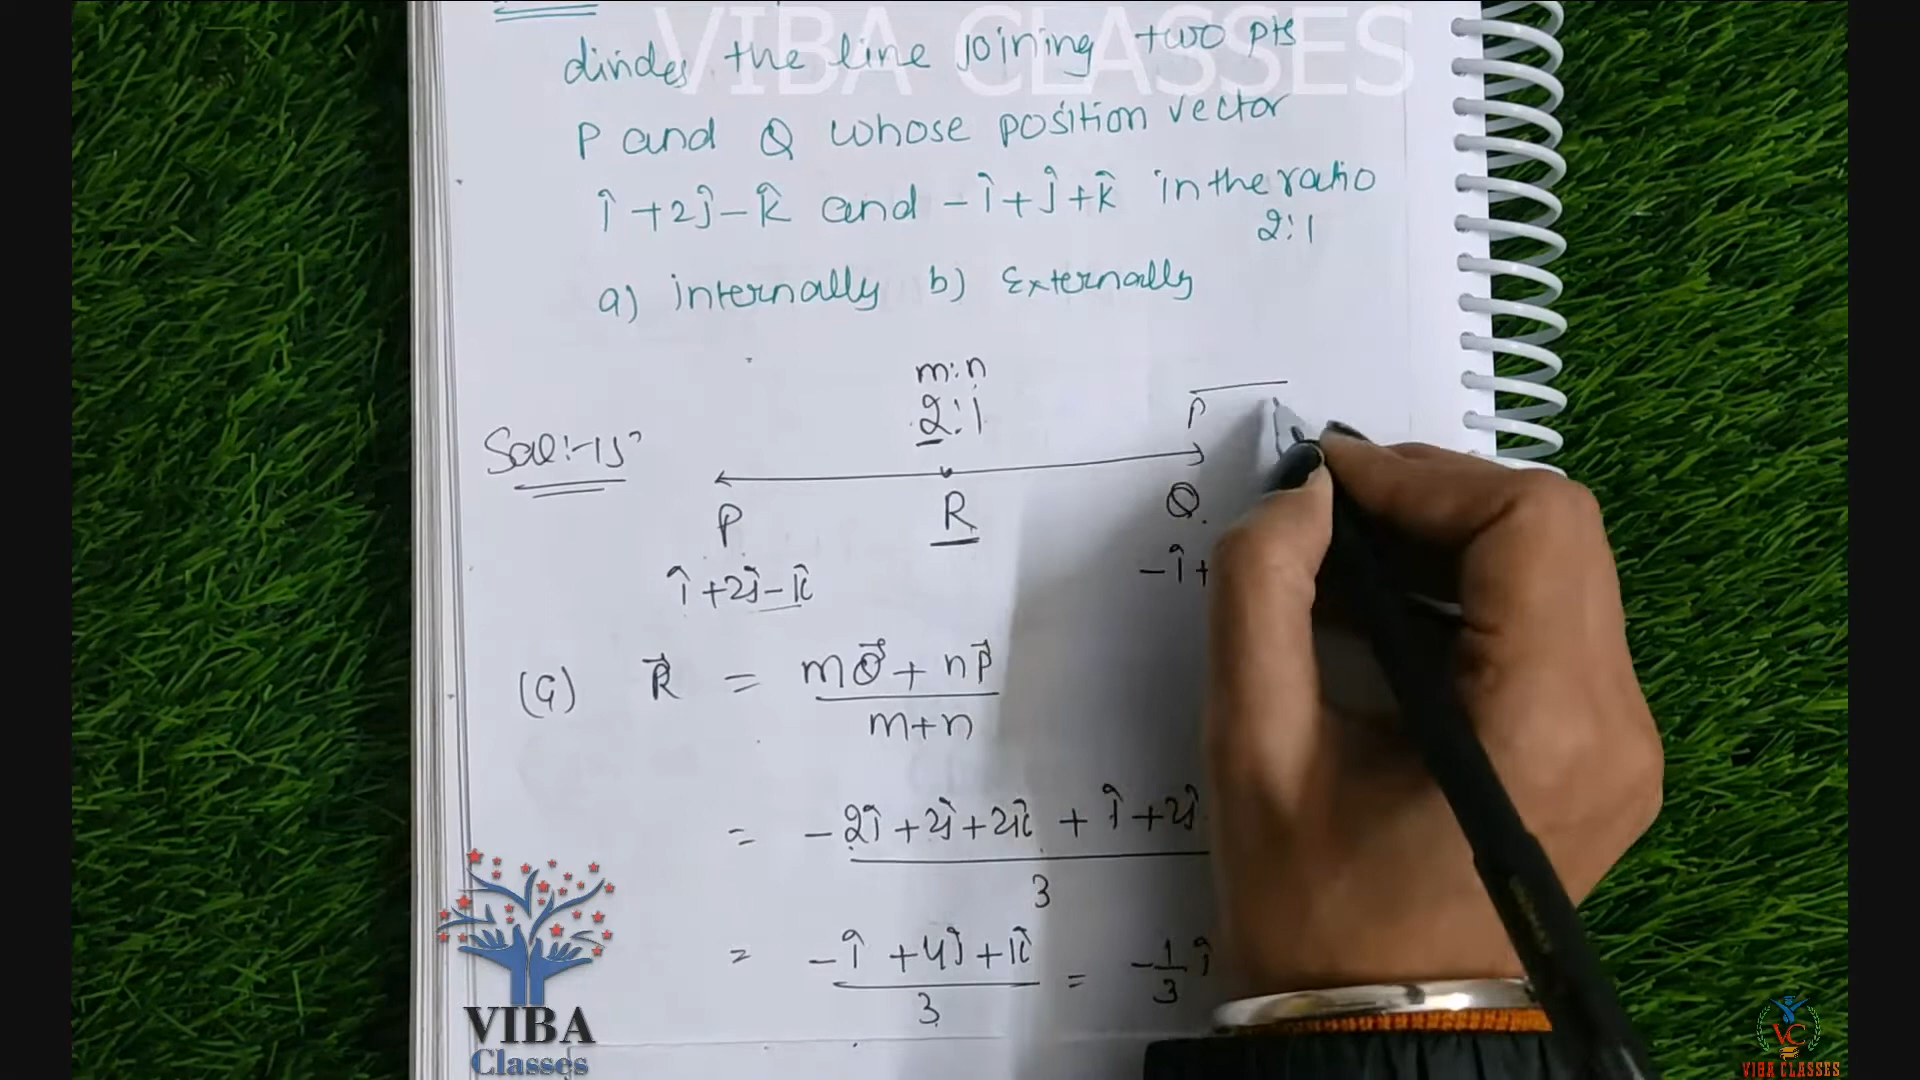 VIBA CLASSES
divides the line joining two pts
P and Q whose position vector
î + 2ĵ - k̂ and -î + ĵ + k̂ in the ratio
2:1
a) internally b) Externally
m:n
2:1
P
Sol:-15
P R Q
î + 2ĵ - k̂ -î +
(a) R⃗ = mQ⃗ + nP⃗
m+n
= -2î + 2ĵ + 2k̂ + î + 2ĵ
3
= -î + 4ĵ + k̂ = -1/3 î
3
VIBA
Classes
VC
VIBA CLASSES